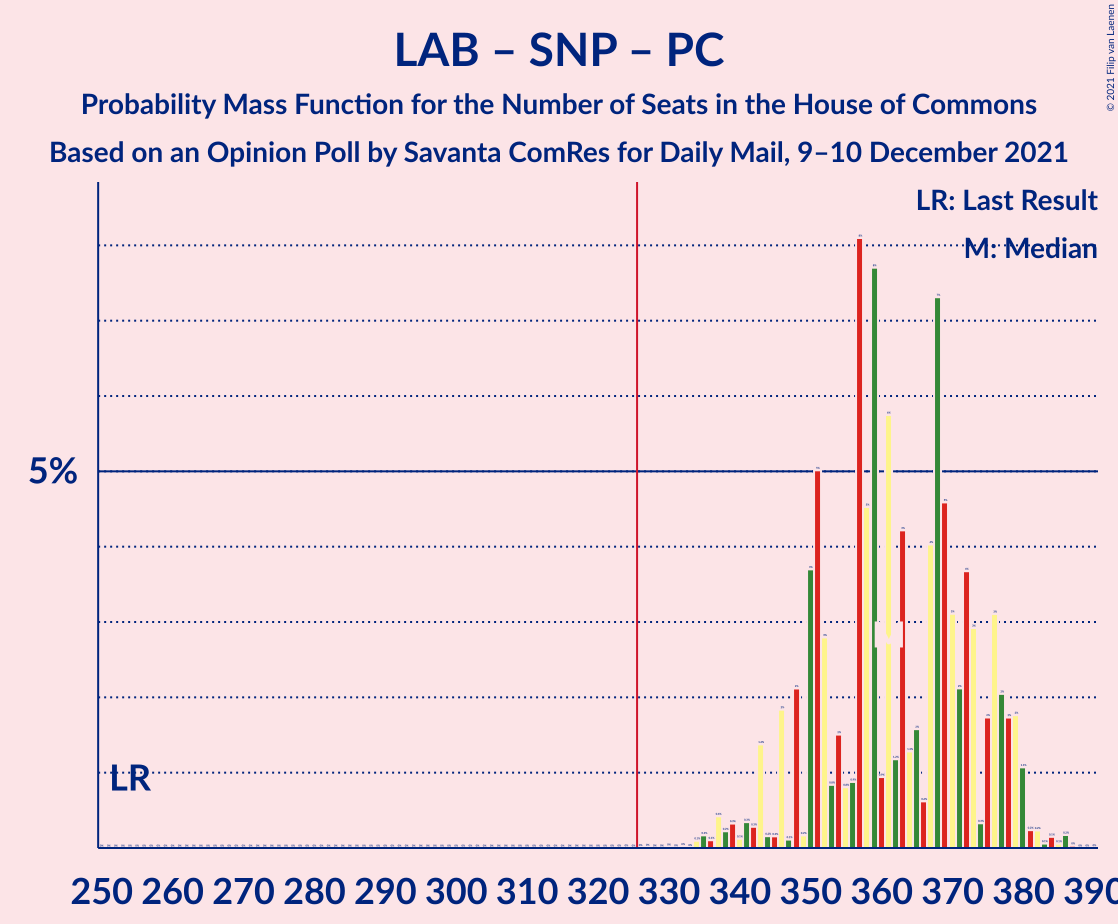 LAB – SNP – PC
Probability Mass Function for the Number of Seats in the House of Commons
Based on an Opinion Poll by Savanta ComRes for Daily Mail, 9–10 December 2021
© 2021 Filip van Laenen
LR: Last Result
M: Median
5%
LR
250 260 270 280 290 300 310 320 330 340 350 360 370 380 390